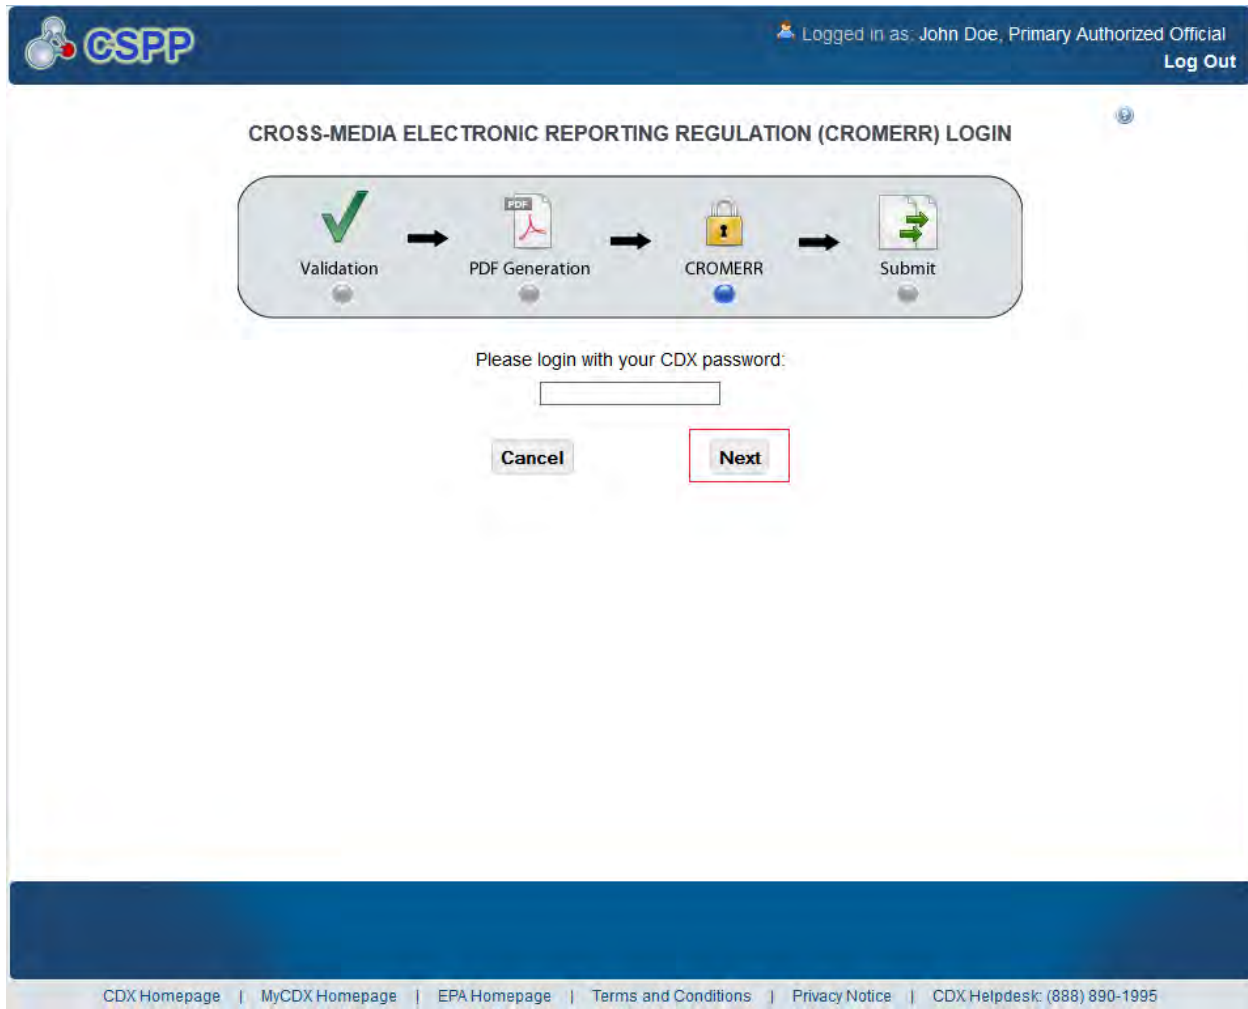 CSPP
Logged in as: John Doe, Primary Authorized Official
Log Out
CROSS-MEDIA ELECTRONIC REPORTING REGULATION (CROMERR) LOGIN
PDF
Validation
PDF Generation
CROMERR
Submit
Please login with your CDX password:
Cancel
Next
CDX Homepage | MyCDX Homepage | EPA Homepage | Terms and Conditions | Privacy Notice | CDX Helpdesk: (888) 890-1995